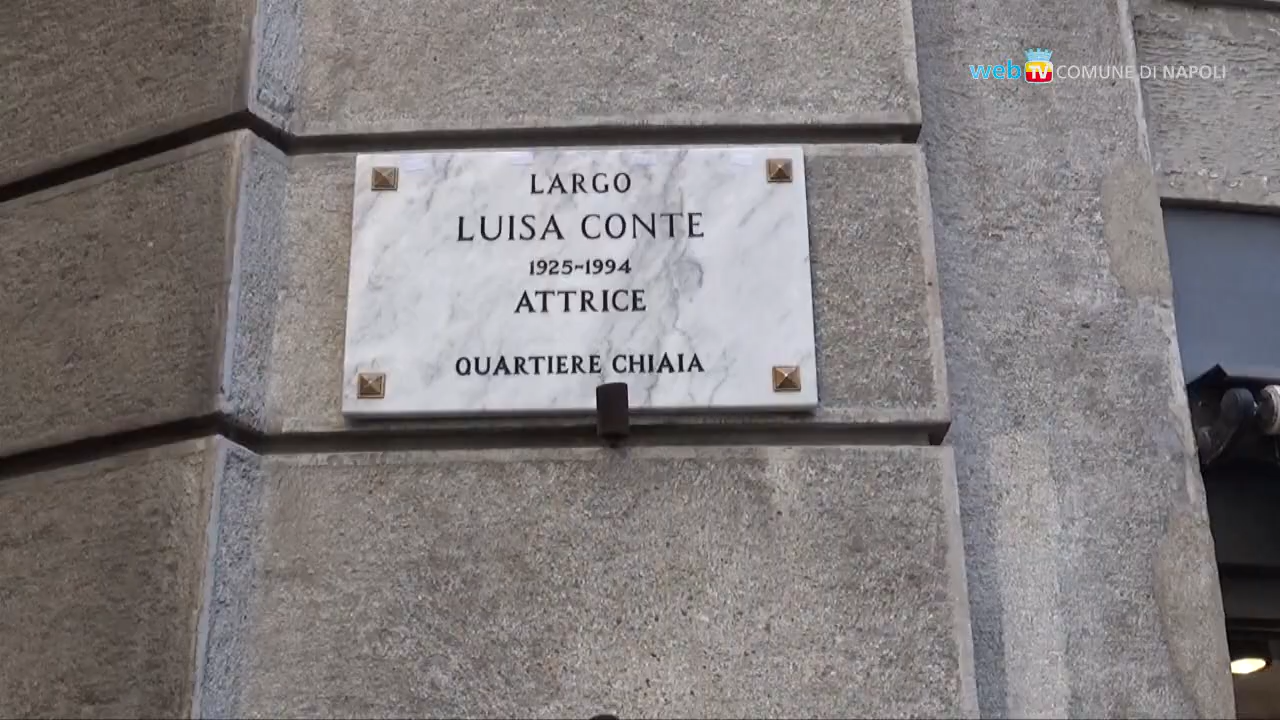 web TV COMUNE DI NAPOLI
LARGO
LUISA CONTE
1925-1994
ATTRICE
QUARTIERE CHIAIA